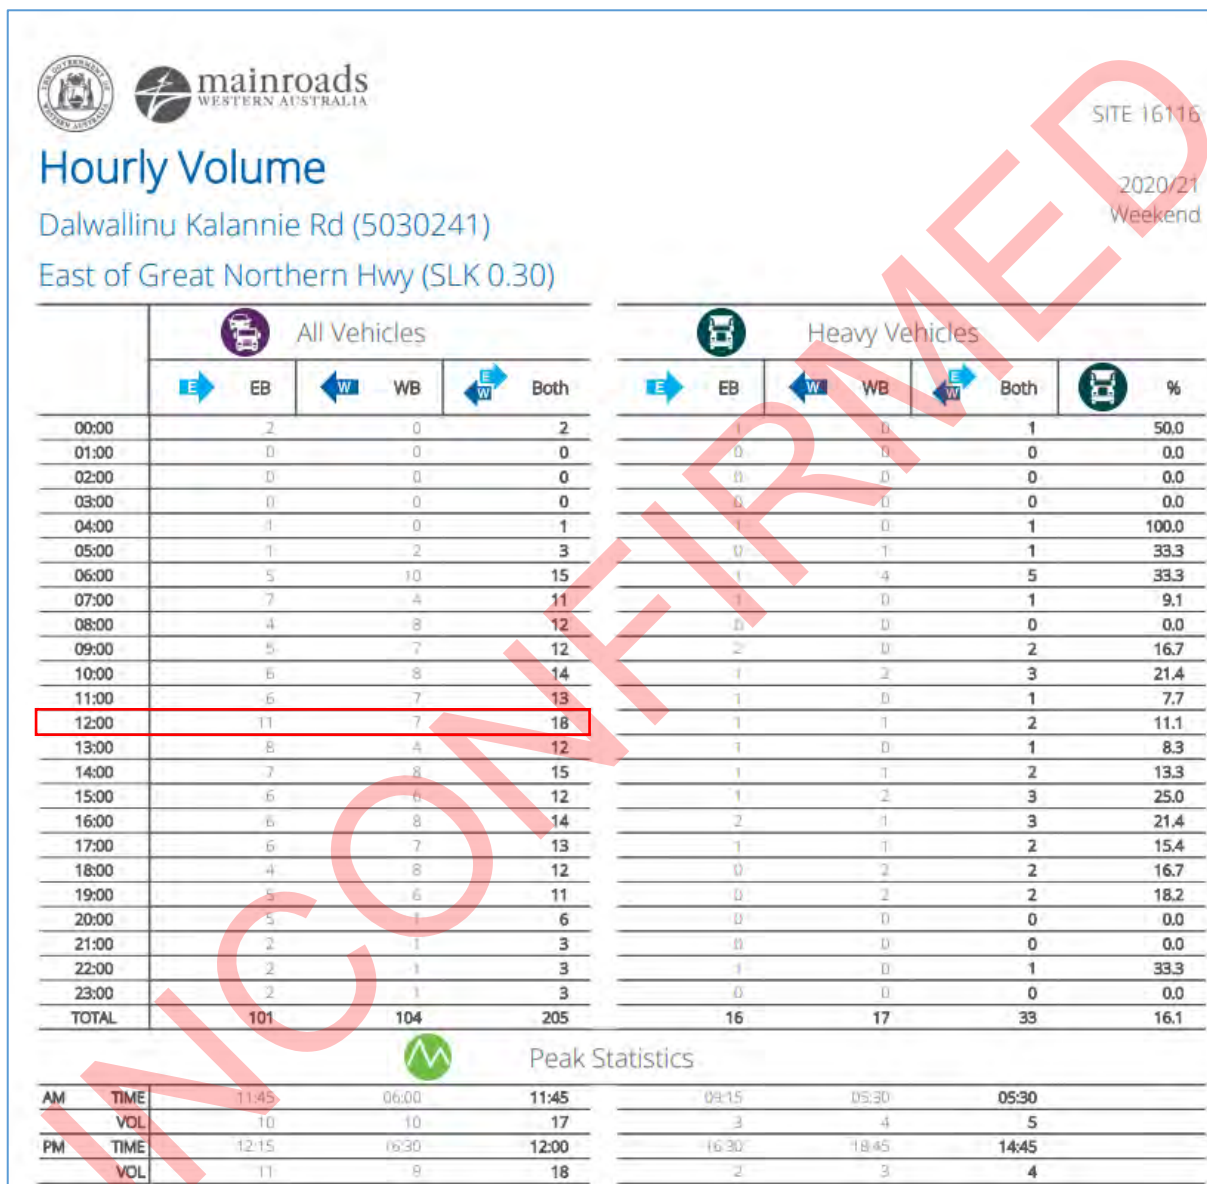 THE GOVERNMENT OF WESTERN AUSTRALIA
mainroads
WESTERN AUSTRALIA
SITE 16116
Hourly Volume
2020/21
Weekend
Dalwallinu Kalannie Rd (5030241)
East of Great Northern Hwy (SLK 0.30)
All Vehicles Heavy Vehicles
E EB W WB E W Both E EB W WB E W Both %
00:00 2 0 2 1 0 1 50.0
01:00 0 0 0 0 0 0 0.0
02:00 0 0 0 0 0 0 0.0
03:00 0 0 0 0 0 0 0.0
04:00 1 0 1 1 0 1 100.0
05:00 1 2 3 0 1 1 33.3
06:00 5 10 15 1 4 5 33.3
07:00 7 4 11 1 0 1 9.1
08:00 4 8 12 0 0 0 0.0
09:00 5 7 12 2 0 2 16.7
10:00 6 8 14 1 2 3 21.4
11:00 6 7 13 1 0 1 7.7
12:00 11 7 18 1 1 2 11.1
13:00 8 4 12 1 0 1 8.3
14:00 7 8 15 1 1 2 13.3
15:00 6 6 12 1 2 3 25.0
16:00 6 8 14 2 1 3 21.4
17:00 6 7 13 1 1 2 15.4
18:00 4 8 12 0 2 2 16.7
19:00 5 6 11 0 2 2 18.2
20:00 5 1 6 0 0 0 0.0
21:00 2 1 3 0 0 0 0.0
22:00 2 1 3 1 0 1 33.3
23:00 2 1 3 0 0 0 0.0
TOTAL 101 104 205 16 17 33 16.1
Peak Statistics
AM TIME 11:45 06:00 11:45 09:15 05:30 05:30
VOL 10 10 17 3 4 5
PM TIME 12:15 16:30 12:00 16:30 18:45 14:45
VOL 11 9 18 2 3 4
INCONFIRMED